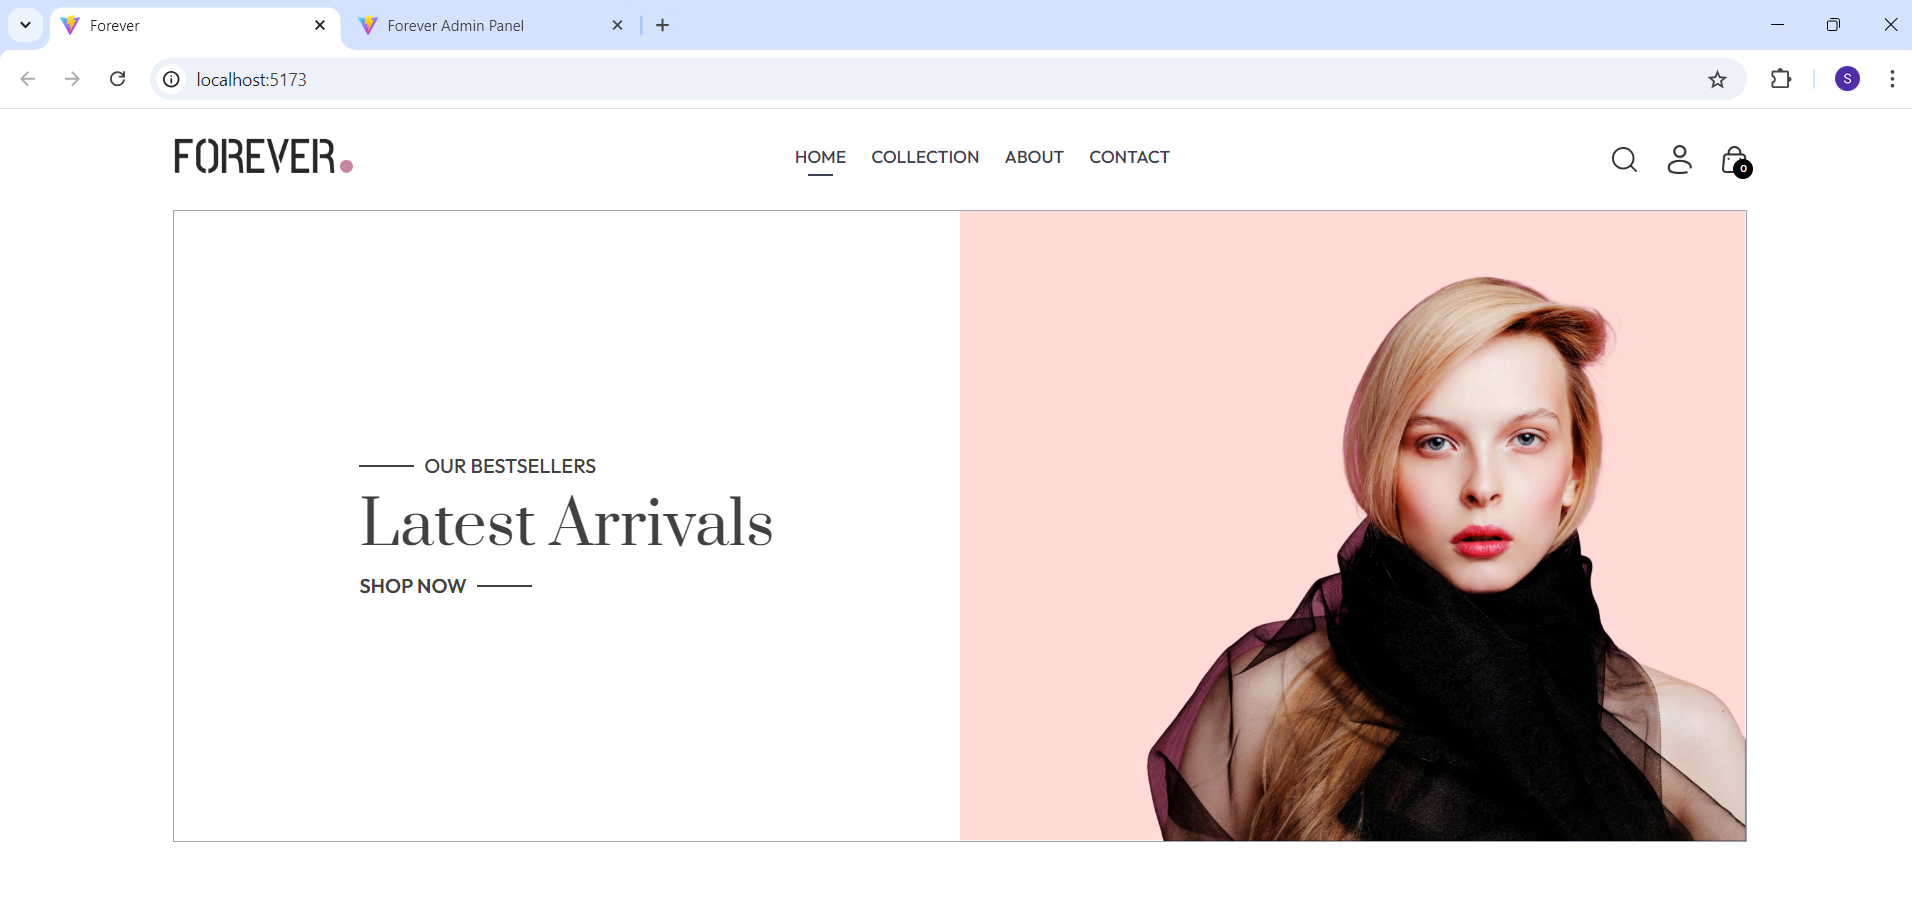 Forever
Forever Admin Panel
localhost:5173
S
FOREVER.
HOME COLLECTION ABOUT CONTACT
0
OUR BESTSELLERS
Latest Arrivals
SHOP NOW